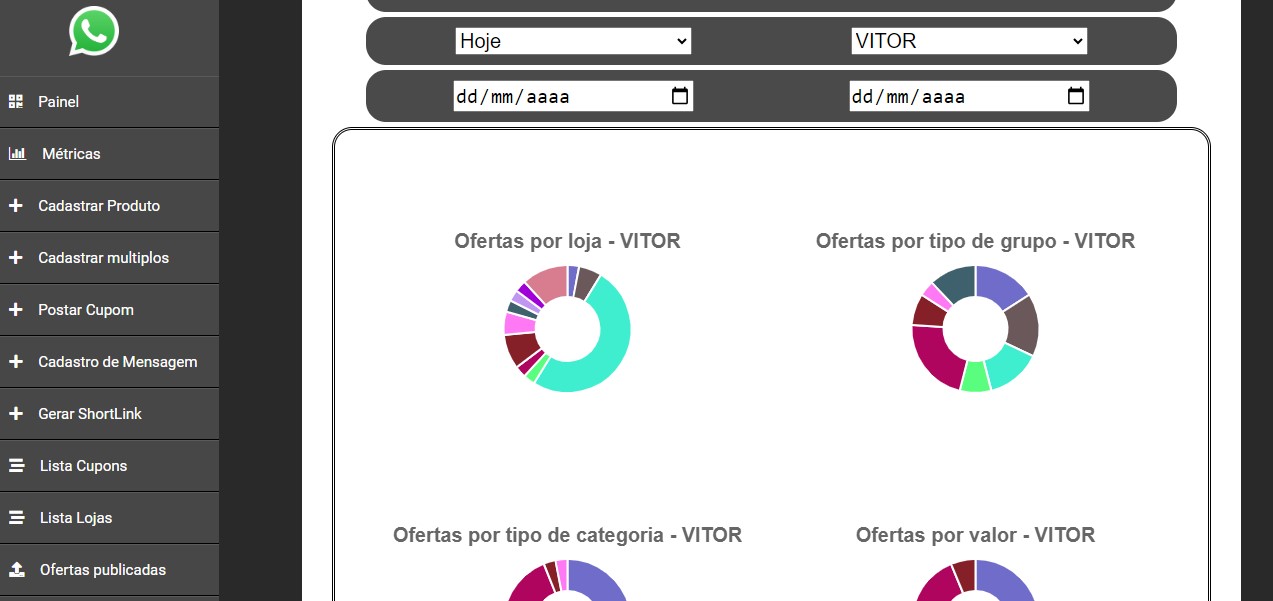 Hoje
VITOR
dd/mm/aaaa
dd/mm/aaaa
Painel
Métricas
Cadastrar Produto
Cadastrar multiplos
Postar Cupom
Cadastro de Mensagem
Gerar ShortLink
Lista Cupons
Lista Lojas
Ofertas publicadas
Ofertas por loja - VITOR
Ofertas por tipo de grupo - VITOR
Ofertas por tipo de categoria - VITOR
Ofertas por valor - VITOR